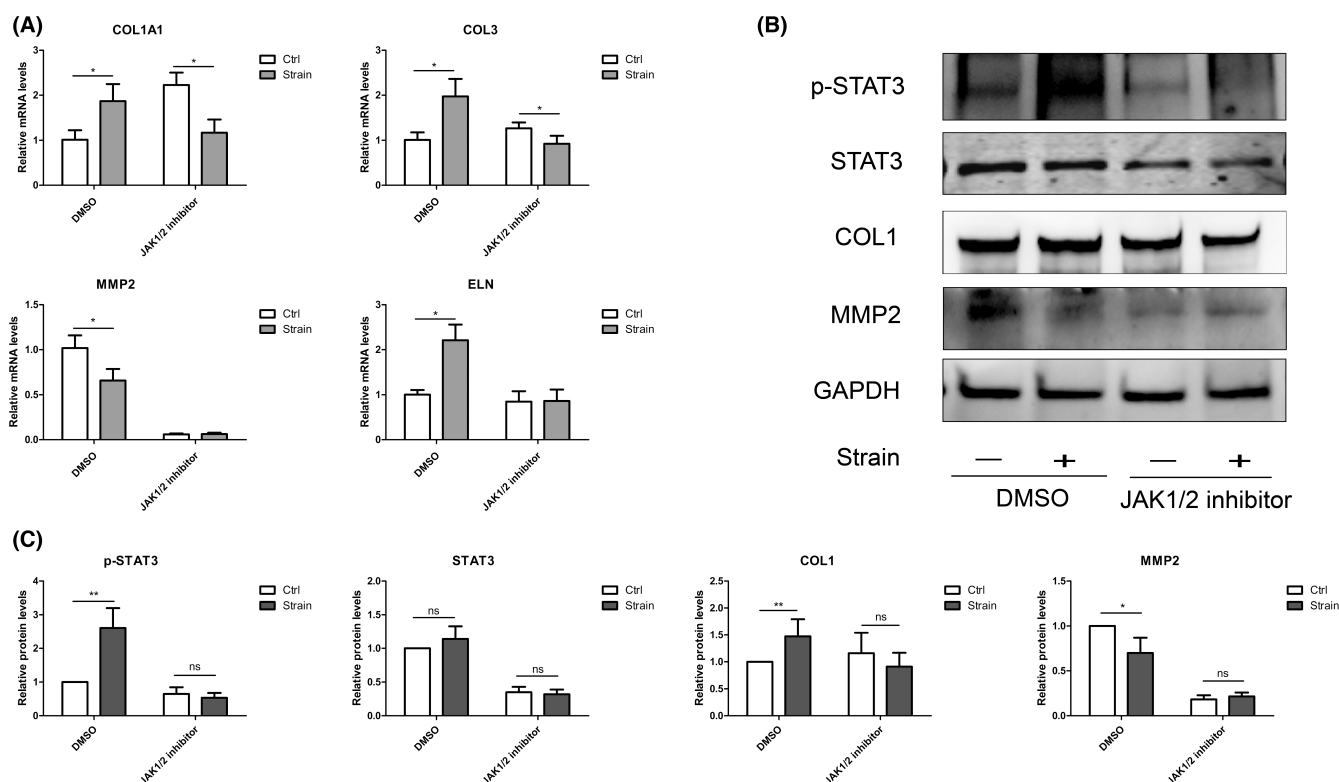 (A)
COL1A1
Relative mRNA levels
3
2
1
0
*
*
Ctrl
Strain
DMSO
JAK1/2 inhibitor
COL3
Relative mRNA levels
3
2
1
0
*
*
Ctrl
Strain
DMSO
JAK1/2 inhibitor
MMP2
Relative mRNA levels
1.5
1.0
0.5
0.0
*
Ctrl
Strain
DMSO
JAK1/2 inhibitor
ELN
Relative mRNA levels
3
2
1
0
*
Ctrl
Strain
DMSO
JAK1/2 inhibitor
(B)
p-STAT3
STAT3
COL1
MMP2
GAPDH
Strain — + — +
DMSO JAK1/2 inhibitor
(C)
p-STAT3
Relative protein levels
4
3
2
1
0
**
ns
Ctrl
Strain
DMSO
JAK1/2 inhibitor
STAT3
Relative protein levels
2.0
1.5
1.0
0.5
0.0
ns
ns
Ctrl
Strain
DMSO
JAK1/2 inhibitor
COL1
Relative protein levels
2.5
2.0
1.5
1.0
0.5
0.0
**
ns
Ctrl
Strain
DMSO
JAK1/2 inhibitor
MMP2
Relative protein levels
1.5
1.0
0.5
0.0
*
ns
Ctrl
Strain
DMSO
JAK1/2 inhibitor